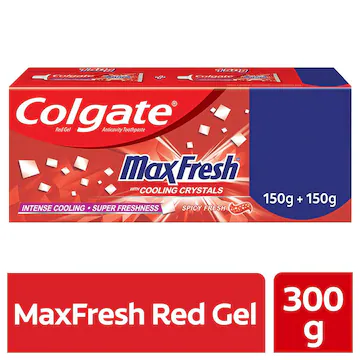 Colgate®
Red Gel Anticavity Toothpaste
MaxFresh
WITH COOLING CRYSTALS
INTENSE COOLING • SUPER FRESHNESS
SPICY FRESH
150g + 150g
MaxFresh Red Gel
300
g